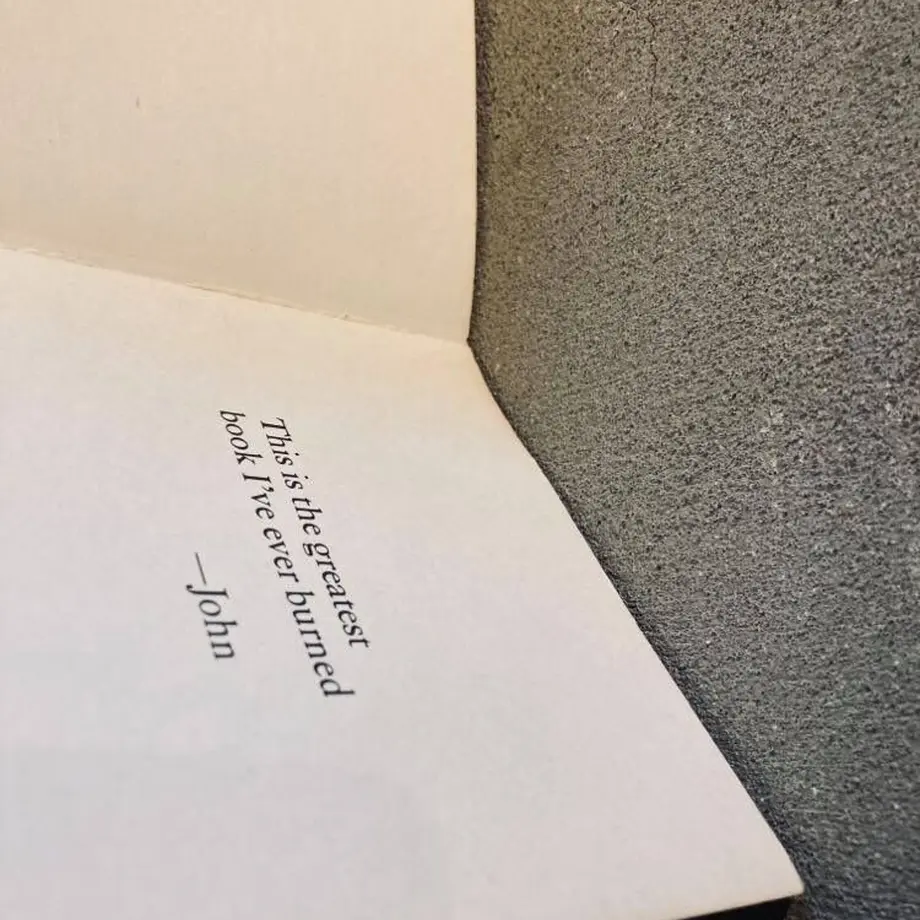 This is the greatest
book I've ever burned
—John